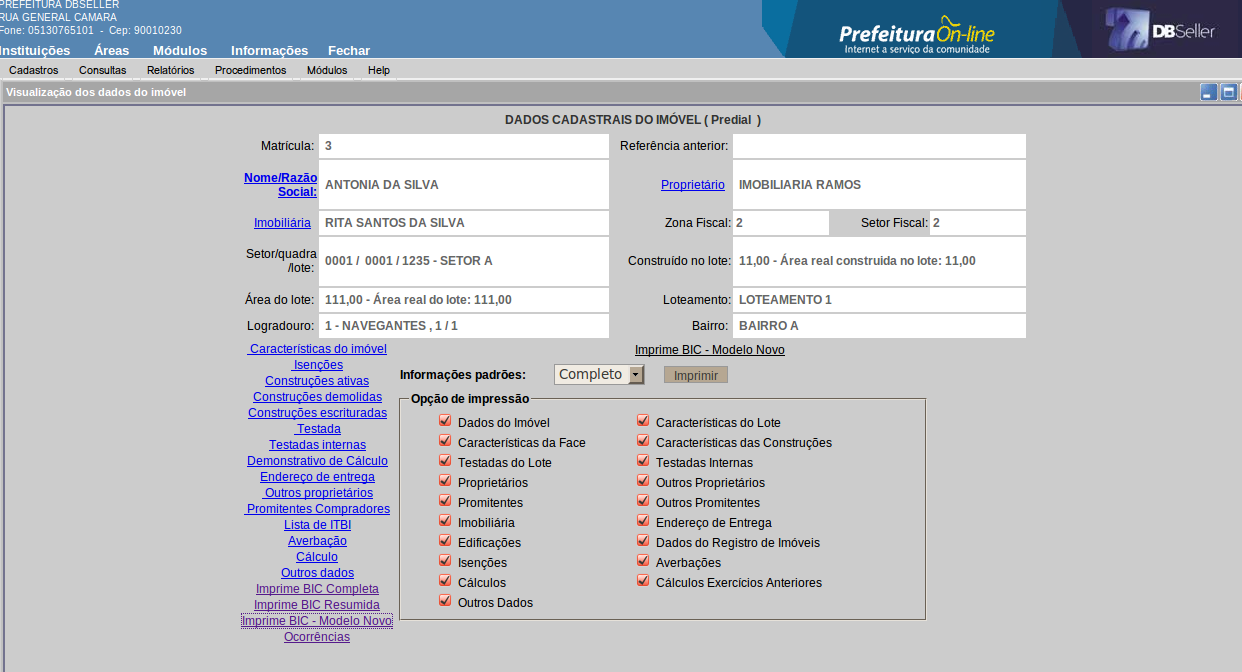 PREFEITURA DBSELLER
RUA GENERAL CAMARA
Fone: 05130765101 - Cep: 90010230
Instituições Áreas Módulos Informações Fechar
Prefeitura On-line
Internet a serviço da comunidade
DBSeller
Cadastros Consultas Relatórios Procedimentos Módulos Help
Visualização dos dados do imóvel
DADOS CADASTRAIS DO IMÓVEL ( Predial )
Matrícula: 3 Referência anterior:
Nome/Razão
Social: ANTONIA DA SILVA Proprietário IMOBILIARIA RAMOS
Imobiliária RITA SANTOS DA SILVA Zona Fiscal: 2 Setor Fiscal: 2
Setor/quadra
/lote: 0001 / 0001 / 1235 - SETOR A Construído no lote: 11,00 - Área real construida no lote: 11,00
Área do lote: 111,00 - Área real do lote: 111,00 Loteamento: LOTEAMENTO 1
Logradouro: 1 - NAVEGANTES , 1 / 1 Bairro: BAIRRO A
Características do imóvel
Isenções
Construções ativas
Construções demolidas
Construções escrituradas
Testada
Testadas internas
Demonstrativo de Cálculo
Endereço de entrega
Outros proprietários
Promitentes Compradores
Lista de ITBI
Averbação
Cálculo
Outros dados
Imprime BIC Completa
Imprime BIC Resumida
Imprime BIC - Modelo Novo
Ocorrências
Imprime BIC - Modelo Novo
Informações padrões: Completo Imprimir
Opção de impressão
Dados do Imóvel Características do Lote
Características da Face Características das Construções
Testadas do Lote Testadas Internas
Proprietários Outros Proprietários
Promitentes Outros Promitentes
Imobiliária Endereço de Entrega
Edificações Dados do Registro de Imóveis
Isenções Averbações
Cálculos Cálculos Exercícios Anteriores
Outros Dados